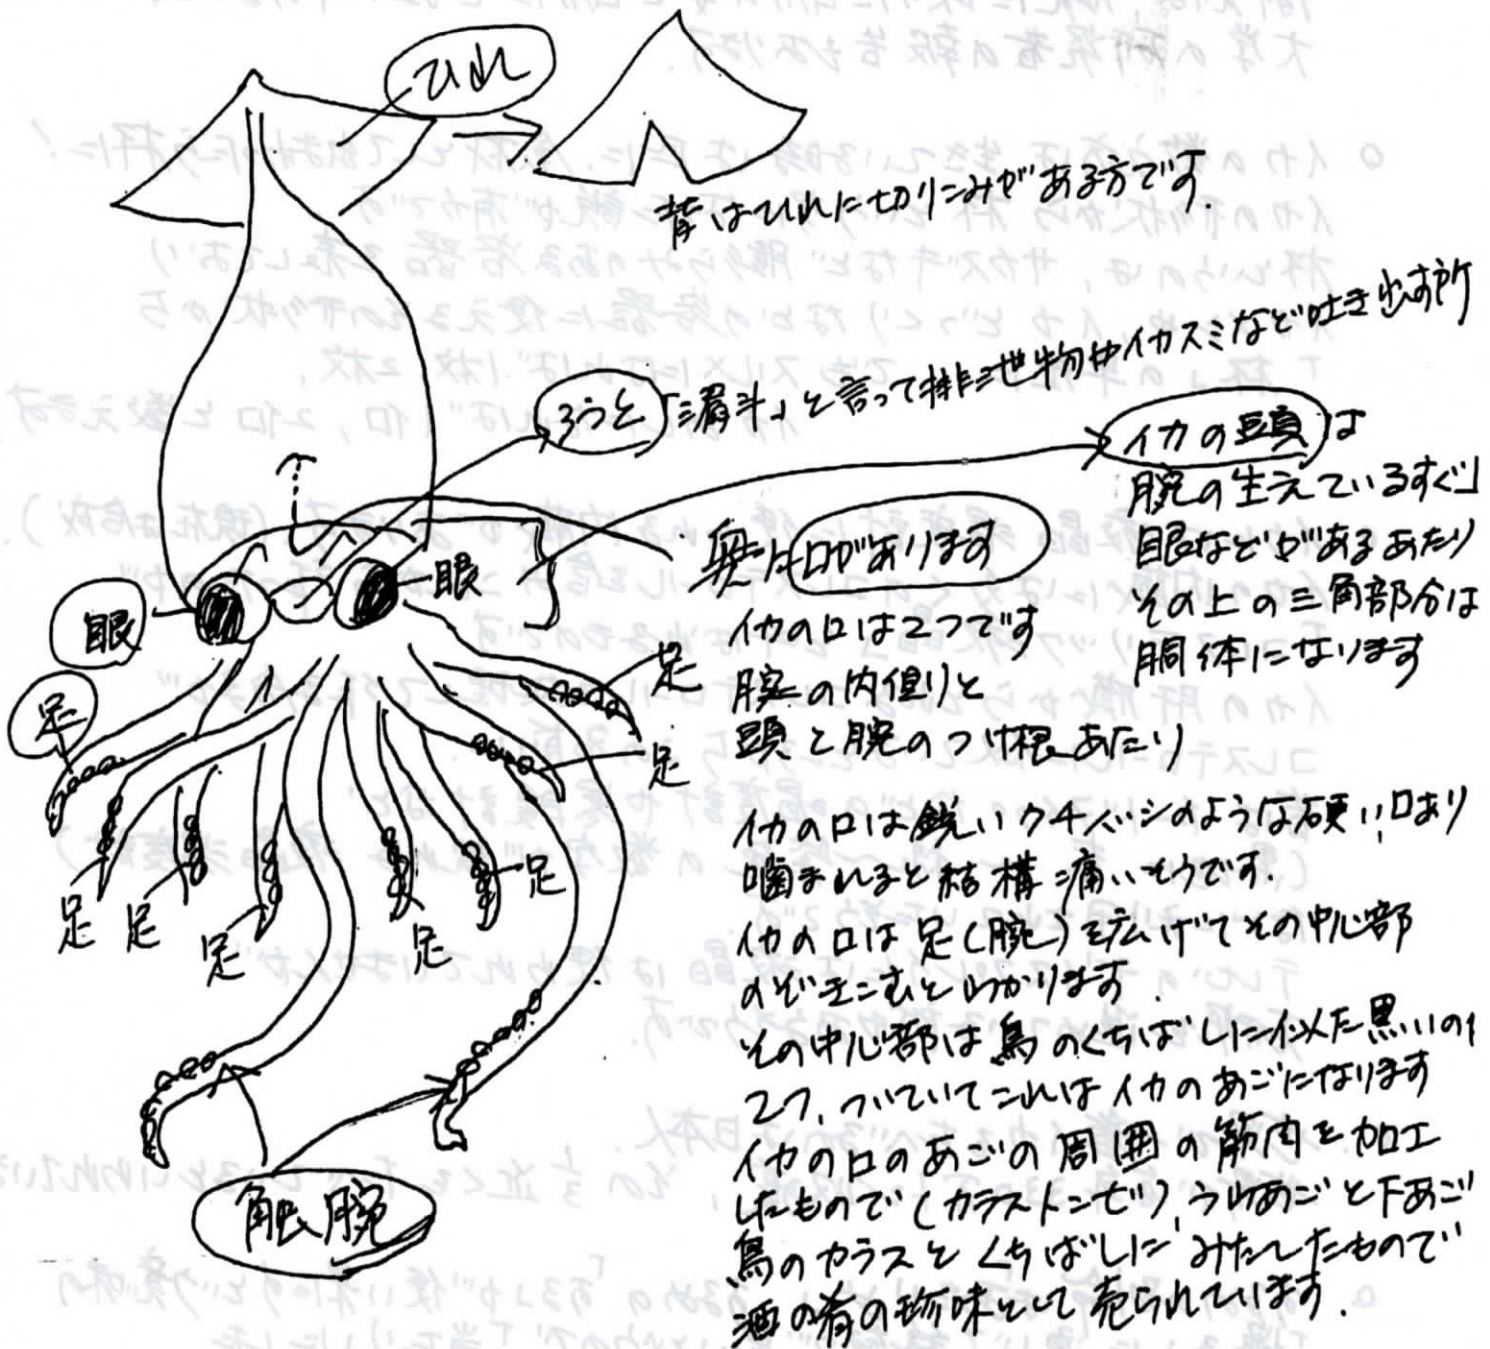 ひれ
背はひれに切りこみがある方です.
ろうと「漏斗」と言って排泄物やイカスミなど吐き出す所
イカの頭は
腕の生えているすぐ上
眼などがあるあたり
その上の三角部分は
胴体になります
奥に口があります
イカの口は2つです
腕の内側と
頭と腕のつけ根あたり
イカの口は鋭いクチバシのような硬い口あり
噛まれると結構痛いそうです.
イカの口は足(腕)を広げてその中心部
のぞきこむとわかります.
その中心部は鳥のくちばしに似た黒いの
2つ,ついていてこれはイカのあごになります
イカの口のあごの周囲の筋肉を加工
したもので(カラストンビ),うわあごと下あご
鳥のカラスとくちばしにみたてしたもので
酒の肴の珍味として売られています.
眼
眼
足
足
足
足
足
足
足
足
触腕